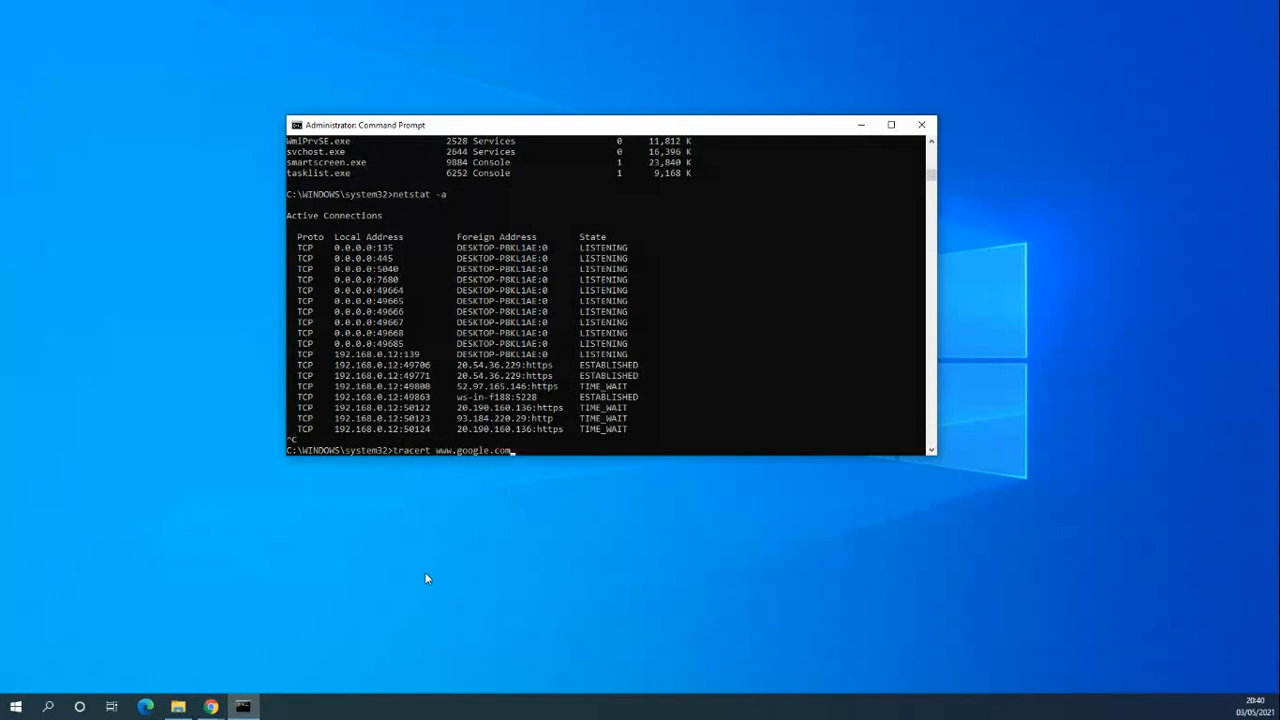 Administrator: Command Prompt
WmiPrvSE.exe 2528 Services 0 11,812 K
svchost.exe 2644 Services 0 16,396 K
smartscreen.exe 9884 Console 1 23,840 K
tasklist.exe 6252 Console 1 9,168 K
C:\WINDOWS\system32>netstat -a
Active Connections
Proto Local Address Foreign Address State
TCP 0.0.0.0:135 DESKTOP-P8KL1AE:0 LISTENING
TCP 0.0.0.0:445 DESKTOP-P8KL1AE:0 LISTENING
TCP 0.0.0.0:5040 DESKTOP-P8KL1AE:0 LISTENING
TCP 0.0.0.0:7680 DESKTOP-P8KL1AE:0 LISTENING
TCP 0.0.0.0:49664 DESKTOP-P8KL1AE:0 LISTENING
TCP 0.0.0.0:49665 DESKTOP-P8KL1AE:0 LISTENING
TCP 0.0.0.0:49666 DESKTOP-P8KL1AE:0 LISTENING
TCP 0.0.0.0:49667 DESKTOP-P8KL1AE:0 LISTENING
TCP 0.0.0.0:49668 DESKTOP-P8KL1AE:0 LISTENING
TCP 0.0.0.0:49685 DESKTOP-P8KL1AE:0 LISTENING
TCP 192.168.0.12:139 DESKTOP-P8KL1AE:0 LISTENING
TCP 192.168.0.12:49706 20.54.36.229:https ESTABLISHED
TCP 192.168.0.12:49771 20.54.36.229:https ESTABLISHED
TCP 192.168.0.12:49808 52.97.165.146:https TIME_WAIT
TCP 192.168.0.12:49863 ws-in-f188:5228 ESTABLISHED
TCP 192.168.0.12:50122 20.190.160.136:https TIME_WAIT
TCP 192.168.0.12:50123 93.184.220.29:http TIME_WAIT
TCP 192.168.0.12:50124 20.190.160.136:https TIME_WAIT
^C
C:\WINDOWS\system32>tracert www.google.com
20:40
03/05/2021